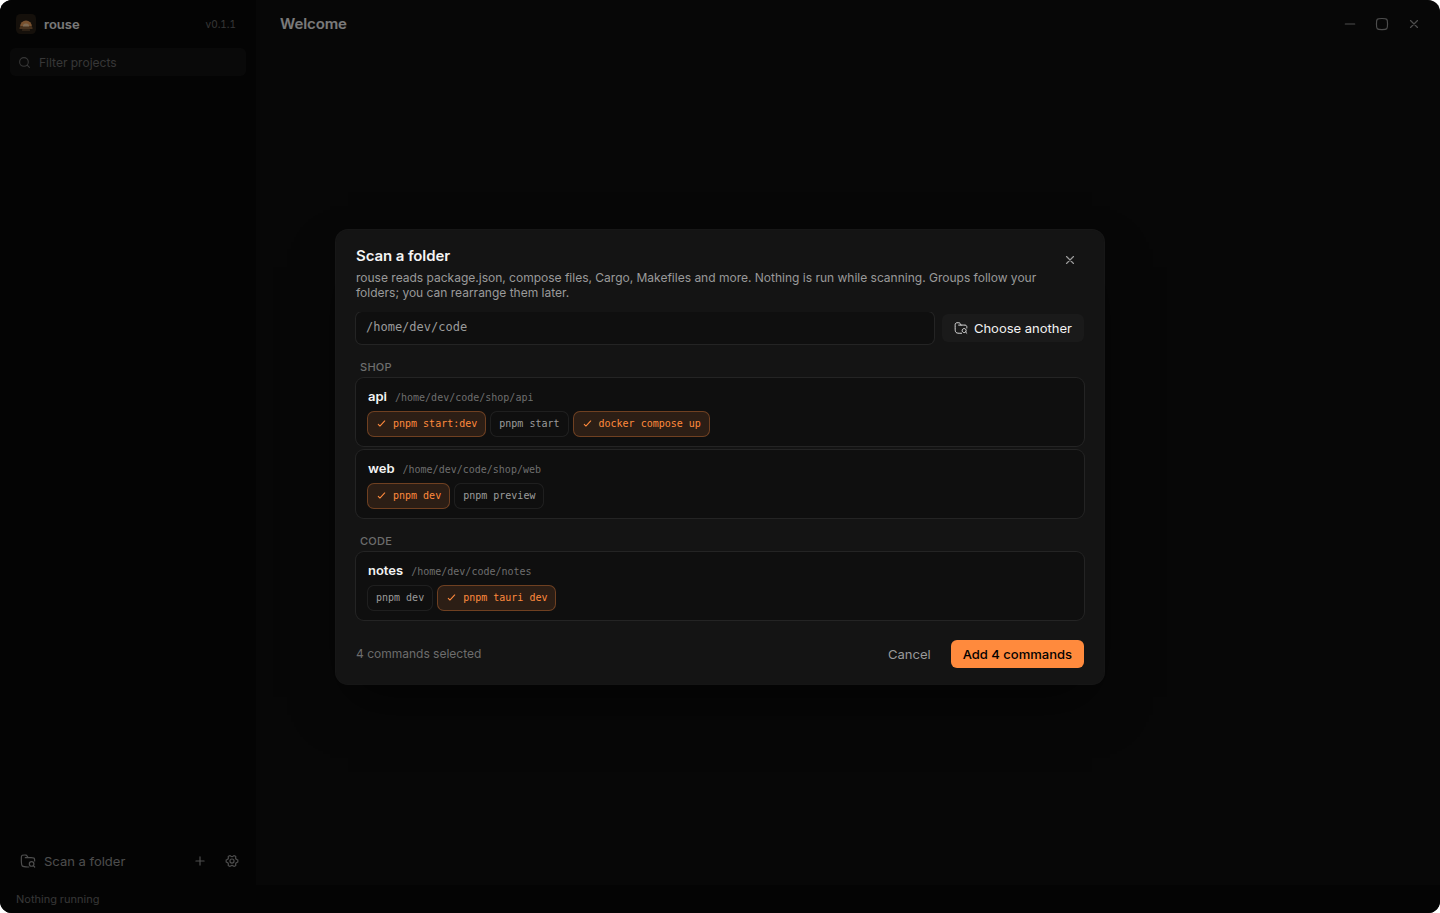 rouse v0.1.1
Welcome
Filter projects
Scan a folder
rouse reads package.json, compose files, Cargo, Makefiles and more. Nothing is run while scanning. Groups follow your
folders; you can rearrange them later.
/home/dev/code
Choose another
SHOP
api /home/dev/code/shop/api
pnpm start:dev pnpm start docker compose up
web /home/dev/code/shop/web
pnpm dev pnpm preview
CODE
notes /home/dev/code/notes
pnpm dev pnpm tauri dev
4 commands selected
Cancel
Add 4 commands
Scan a folder
Nothing running